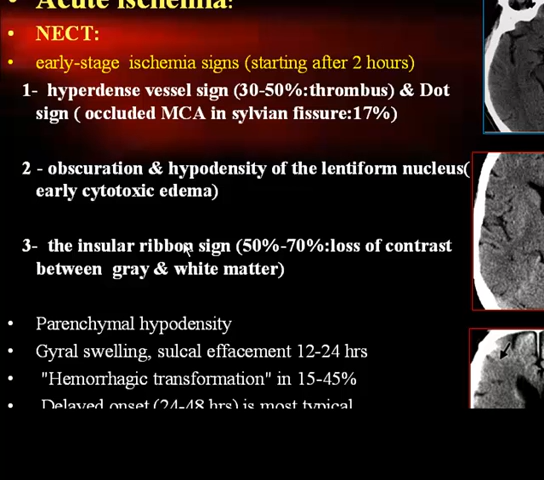 • Acute ischemia:
• NECT:
• early-stage ischemia signs (starting after 2 hours)
1- hyperdense vessel sign (30-50%:thrombus) & Dot
sign ( occluded MCA in sylvian fissure:17%)
2 - obscuration & hypodensity of the lentiform nucleus(
early cytotoxic edema)
3- the insular ribbon sign (50%-70%:loss of contrast
between gray & white matter)
• Parenchymal hypodensity
• Gyral swelling, sulcal effacement 12-24 hrs
• "Hemorrhagic transformation" in 15-45%
• Delayed onset (24-48 hrs) is most typical